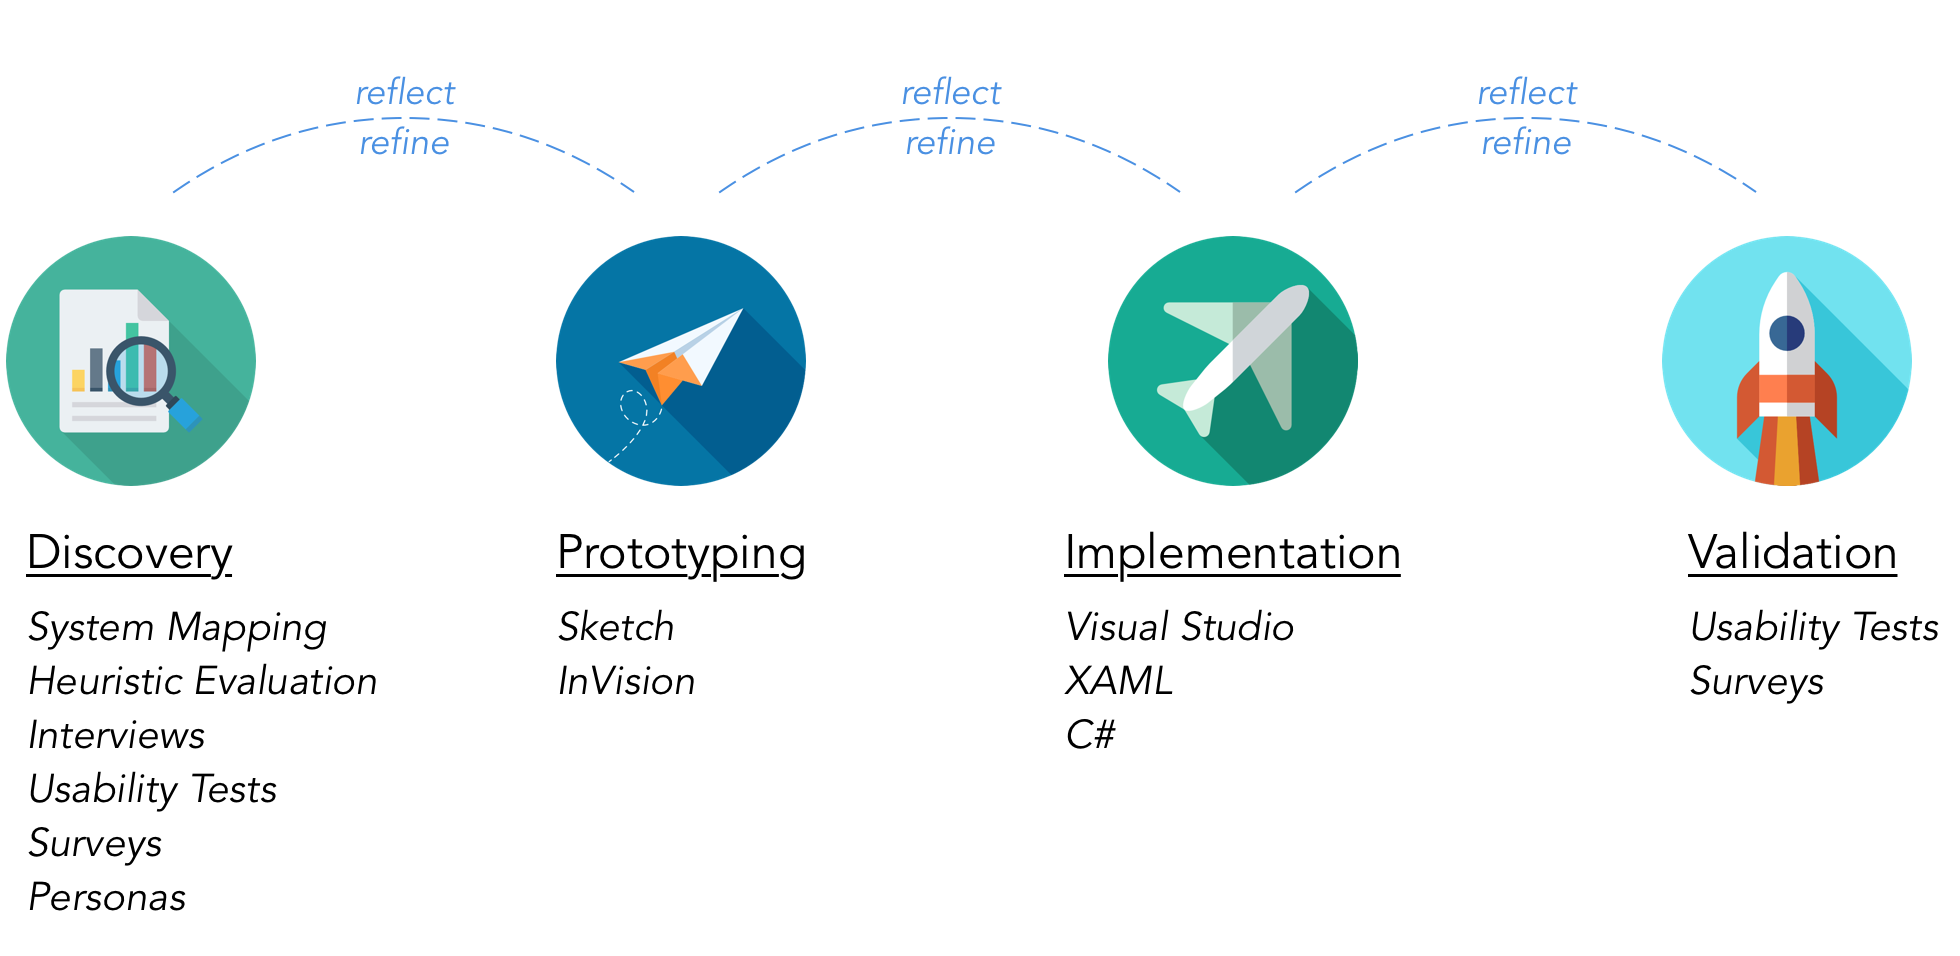 reflect
refine
reflect
refine
reflect
refine
Discovery
System Mapping
Heuristic Evaluation
Interviews
Usability Tests
Surveys
Personas
Prototyping
Sketch
InVision
Implementation
Visual Studio
XAML
C#
Validation
Usability Tests
Surveys